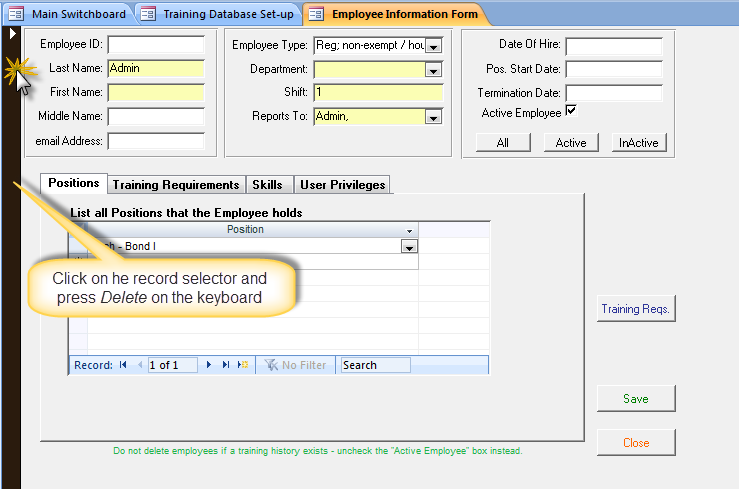 Main Switchboard
Training Database Set-up
Employee Information Form
Employee ID:
Last Name: Admin
First Name:
Middle Name:
email Address:
Employee Type: Reg; non-exempt / hou
Department:
Shift: 1
Reports To: Admin,
Date Of Hire:
Pos. Start Date:
Termination Date:
Active Employee
All
Active
InActive
Positions
Training Requirements
Skills
User Privileges
List all Positions that the Employee holds
Position
- Bond I
Click on he record selector and
press Delete on the keyboard
Record: 1 of 1 No Filter Search
Training Reqs.
Save
Close
Do not delete employees if a training history exists - uncheck the "Active Employee" box instead.